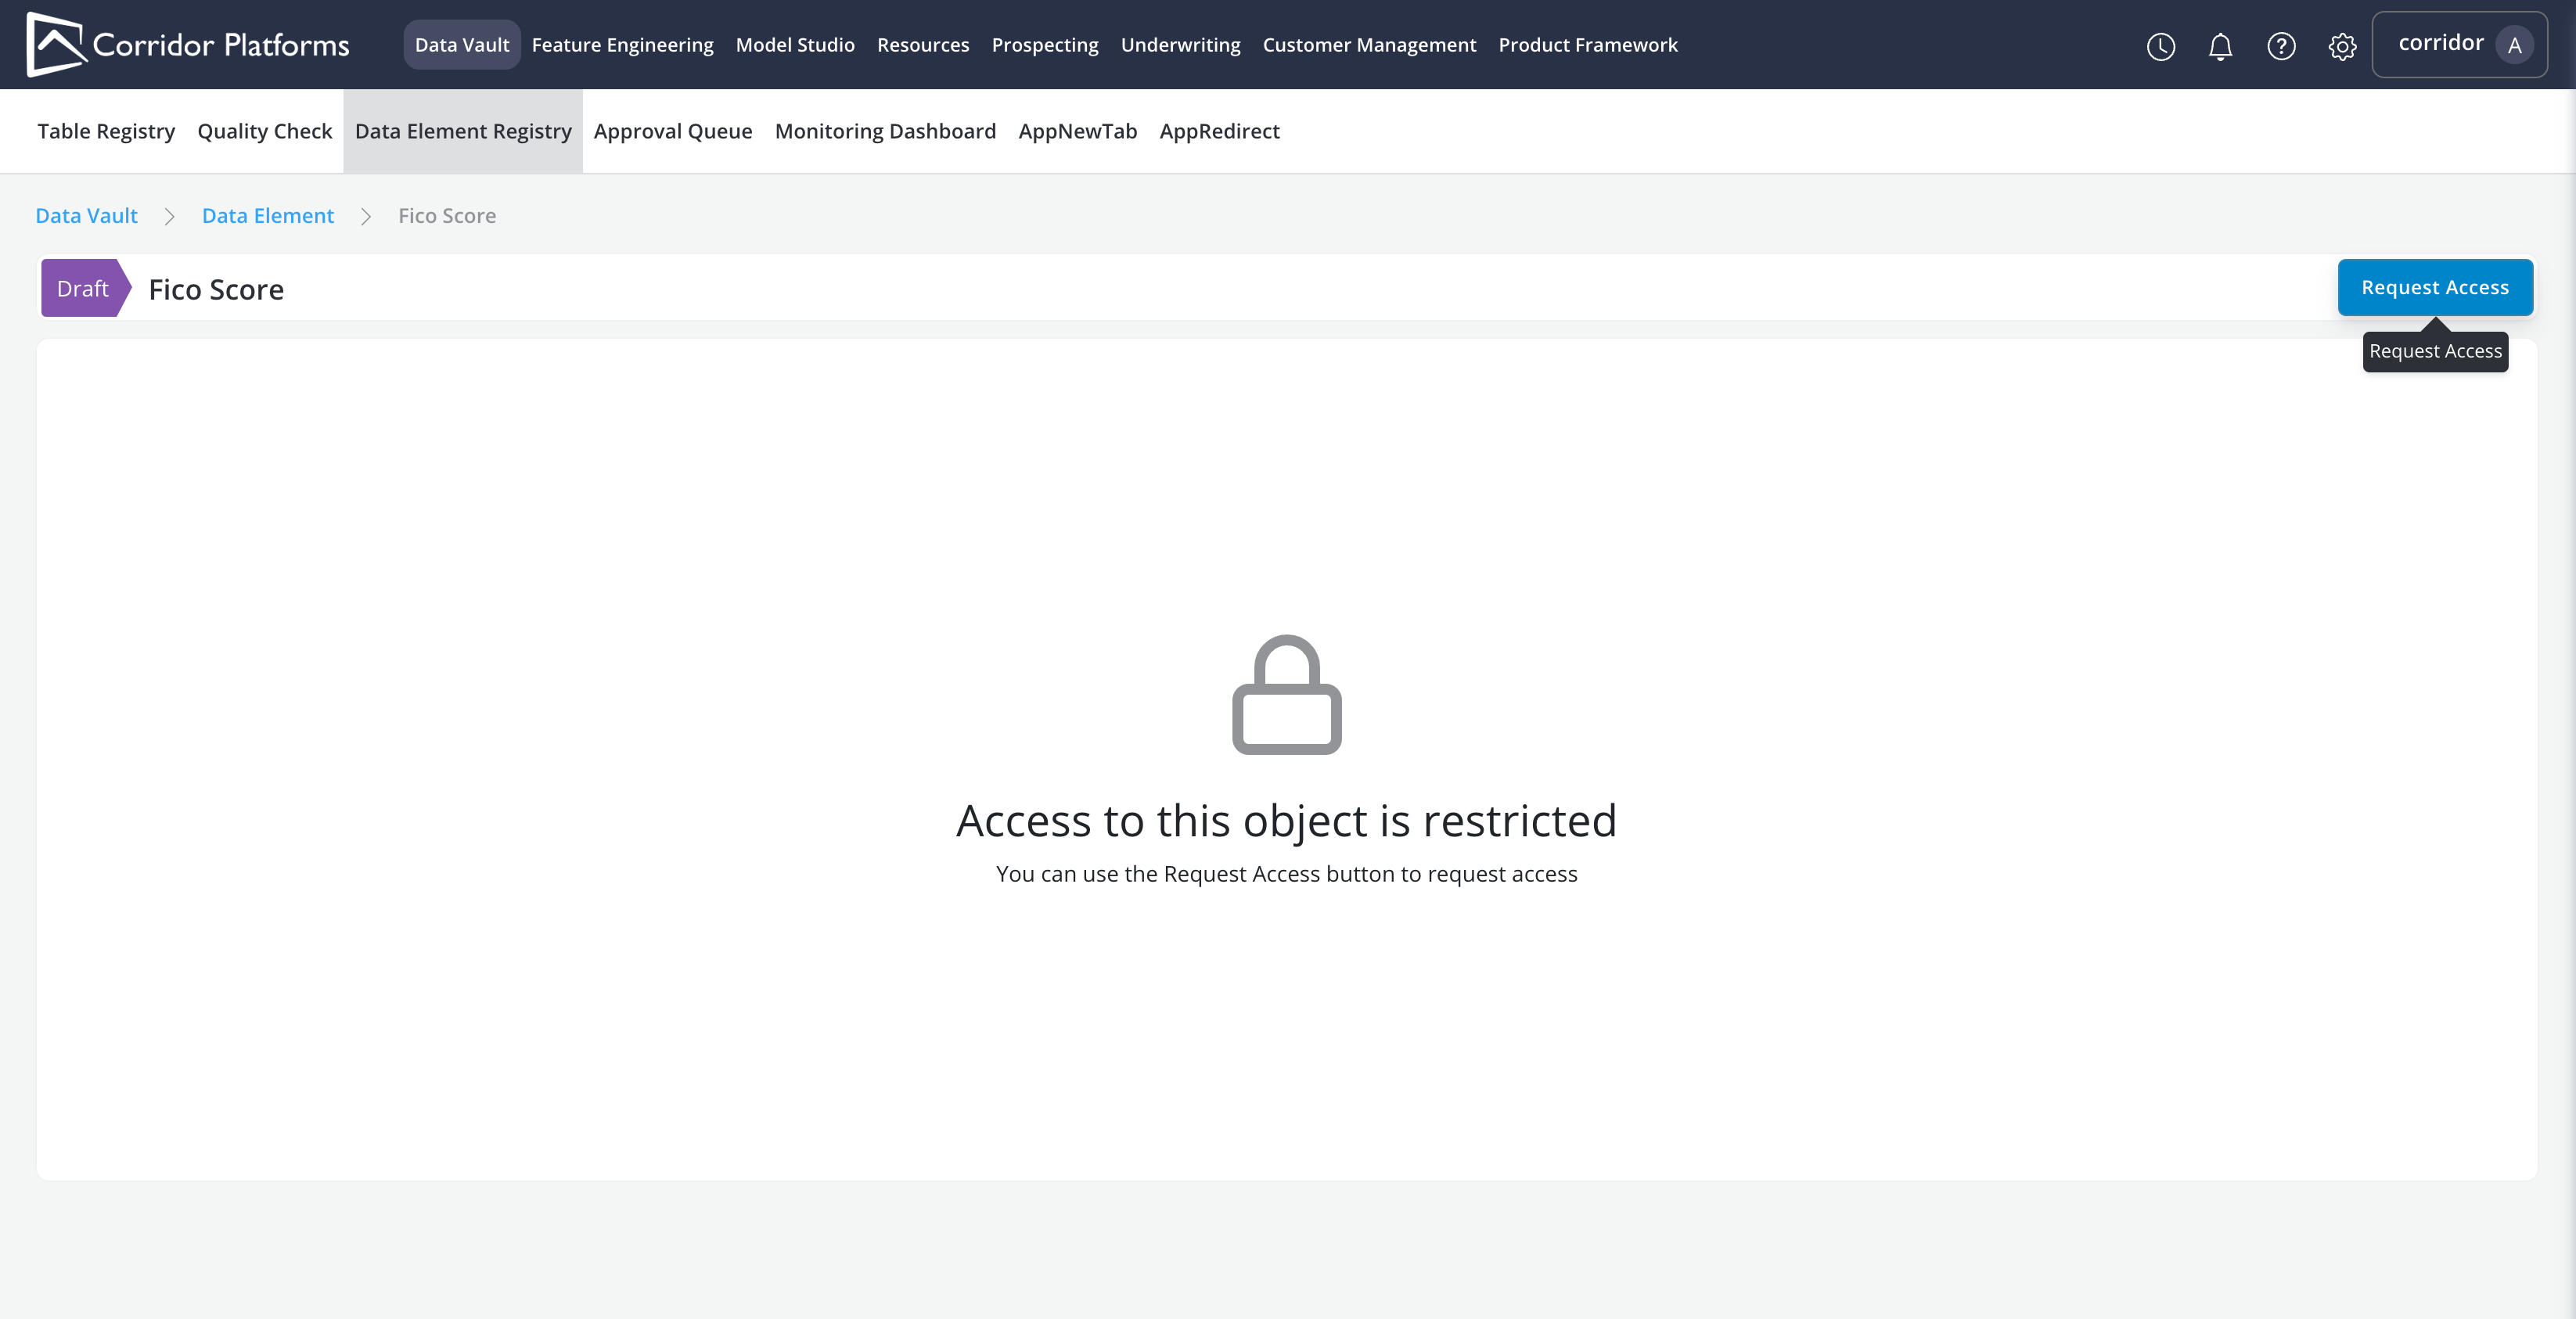 Corridor Platforms Data Vault Feature Engineering Model Studio Resources Prospecting Underwriting Customer Management Product Framework ? corridor A
Table Registry Quality Check Data Element Registry Approval Queue Monitoring Dashboard AppNewTab AppRedirect
Data Vault Data Element Fico Score
Draft Fico Score Request Access
Request Access
Access to this object is restricted
You can use the Request Access button to request access